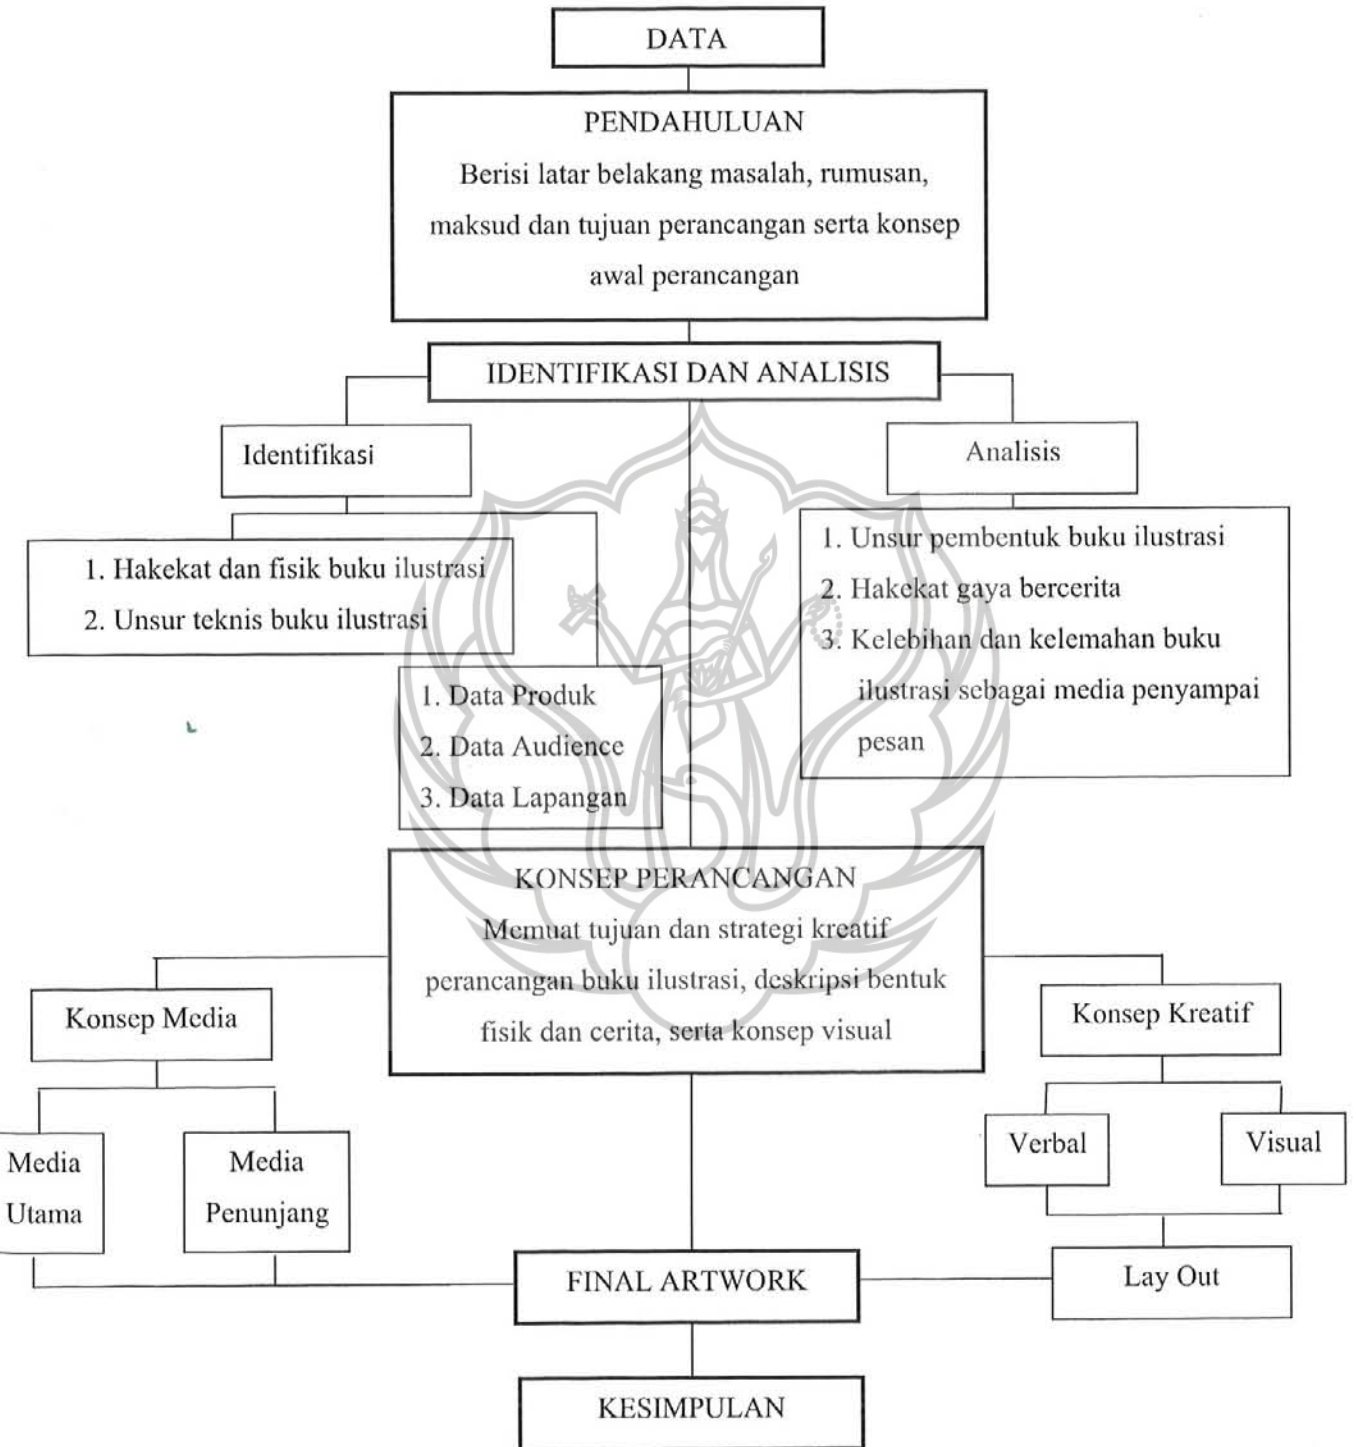 DATA
PENDAHULUAN
Berisi latar belakang masalah, rumusan,
maksud dan tujuan perancangan serta konsep
awal perancangan
IDENTIFIKASI DAN ANALISIS
Identifikasi
Analisis
1. Hakekat dan fisik buku ilustrasi
2. Unsur teknis buku ilustrasi
1. Unsur pembentuk buku ilustrasi
2. Hakekat gaya bercerita
3. Kelebihan dan kelemahan buku
ilustrasi sebagai media penyampai
pesan
1. Data Produk
2. Data Audience
3. Data Lapangan
KONSEP PERANCANGAN
Memuat tujuan dan strategi kreatif
perancangan buku ilustrasi, deskripsi bentuk
fisik dan cerita, serta konsep visual
Konsep Media
Konsep Kreatif
Media
Utama
Media
Penunjang
Verbal
Visual
Lay Out
FINAL ARTWORK
KESIMPULAN